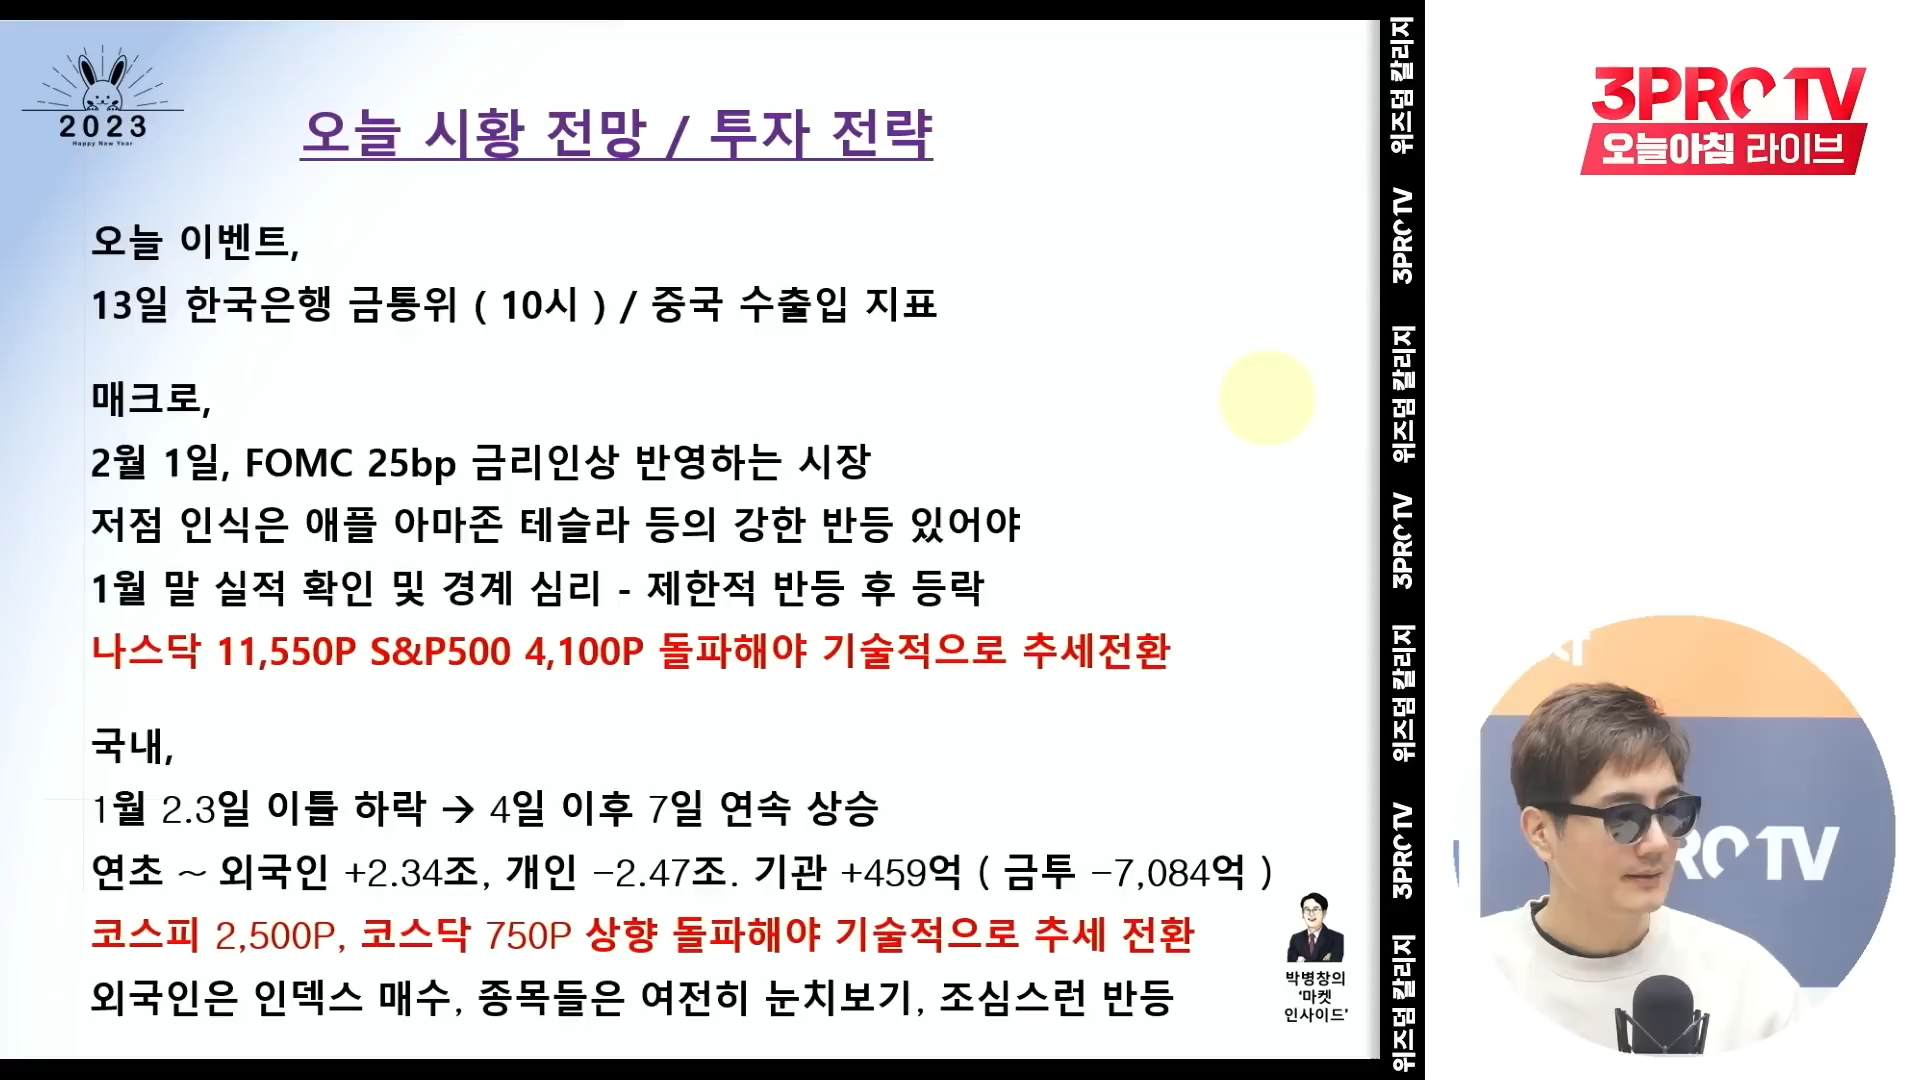 2023
Happy New Year
오늘 시황 전망 / 투자 전략
오늘 이벤트,
13일 한국은행 금통위 ( 10시 ) / 중국 수출입 지표
매크로,
2월 1일, FOMC 25bp 금리인상 반영하는 시장
저점 인식은 애플 아마존 테슬라 등의 강한 반등 있어야
1월 말 실적 확인 및 경계 심리 - 제한적 반등 후 등락
나스닥 11,550P S&P500 4,100P 돌파해야 기술적으로 추세전환
국내,
1월 2.3일 이틀 하락 → 4일 이후 7일 연속 상승
연초 ~ 외국인 +2.34조, 개인 -2.47조. 기관 +459억 ( 금투 -7,084억 )
코스피 2,500P, 코스닥 750P 상향 돌파해야 기술적으로 추세 전환
외국인은 인덱스 매수, 종목들은 여전히 눈치보기, 조심스런 반등
박병창의
'마켓
인사이드'
위즈덤 칼리지
3PROTV
위즈덤 칼리지
3PROTV
위즈덤 칼리지
3PROTV
위즈덤 칼리지
3PROTV
오늘아침 라이브
RO TV